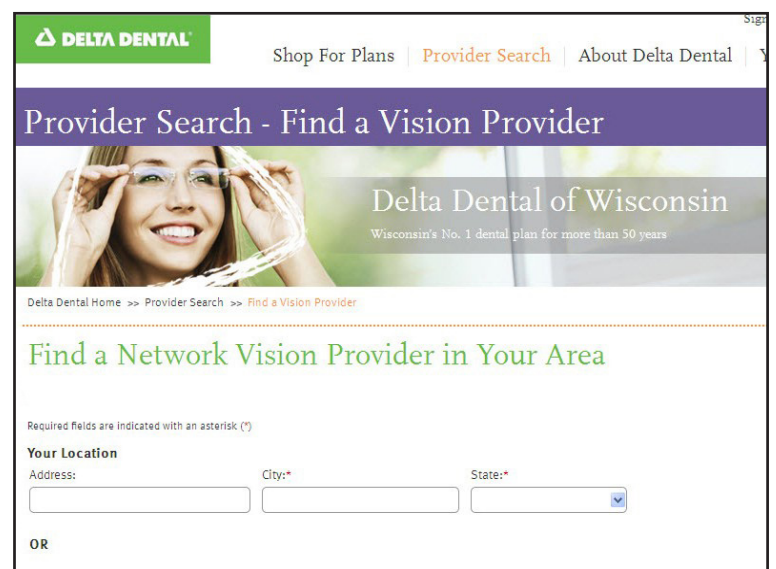 Sign
DELTA DENTAL®
Shop For Plans Provider Search About Delta Dental
Provider Search - Find a Vision Provider
Delta Dental of Wisconsin
Wisconsin's No. 1 dental plan for more than 50 years
Delta Dental Home >> Provider Search >> Find a Vision Provider
Find a Network Vision Provider in Your Area
Required fields are indicated with an asterisk (*)
Your Location
Address: City:* State:*
OR